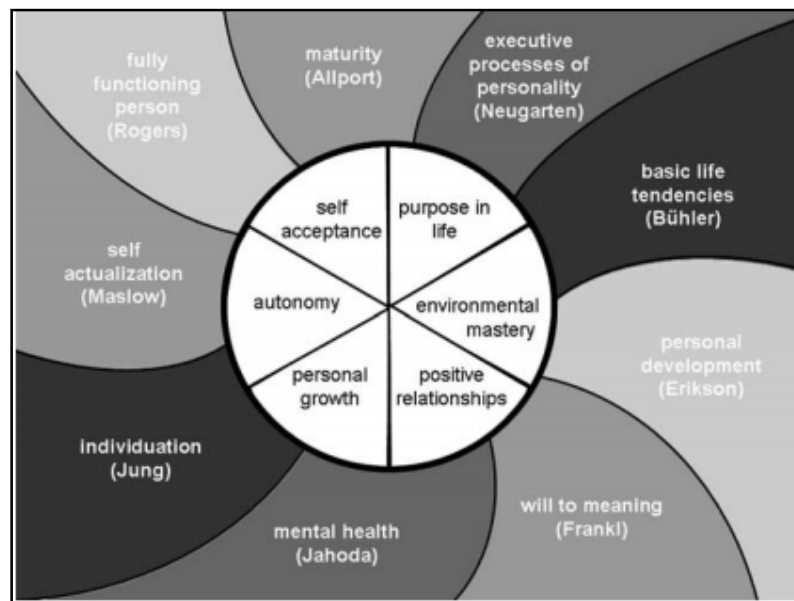 fully
functioning
person
(Rogers)
maturity
(Allport)
executive
processes of
personality
(Neugarten)
basic life
tendencies
(Bühler)
self
actualization
(Maslow)
self
acceptance
purpose in
life
autonomy
environmental
mastery
personal
growth
positive
relationships
personal
development
(Erikson)
individuation
(Jung)
mental health
(Jahoda)
will to meaning
(Frankl)